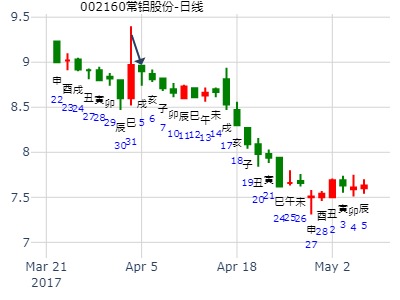 002160常铝股份-日线
9.5
9
8.5
8
7.5
7
申
22
酉
23
戌
24
丑
27
寅
28
卯
29
辰
30
巳
31
戌
5
亥
6
子
7
卯
10
辰
11
巳
12
午
13
未
14
戌
17
亥
18
子
19
丑
20
寅
21
巳
24
午
25
未
26
申
27
酉
28
丑
2
寅
3
卯
4
辰
5
Mar 21
2017
Apr 5
Apr 18
May 2